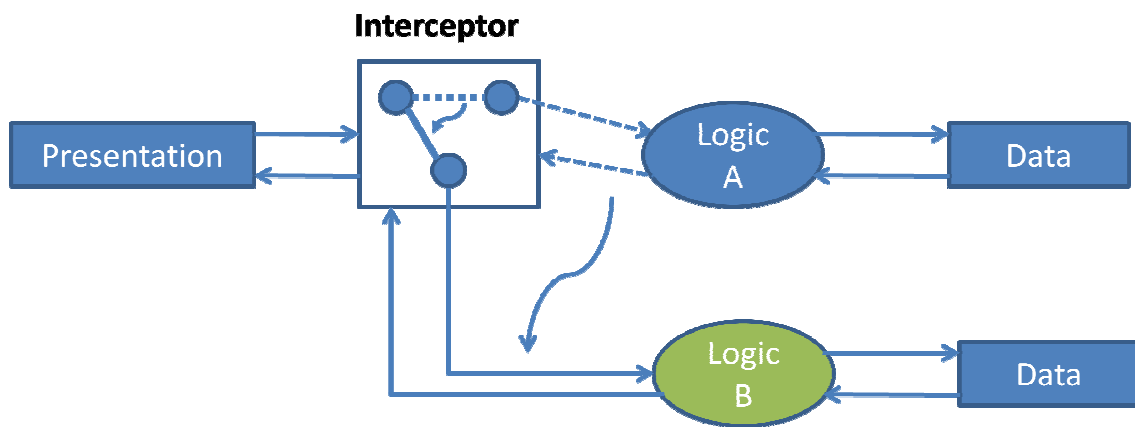 Interceptor
Presentation
Logic
A
Data
Logic
B
Data